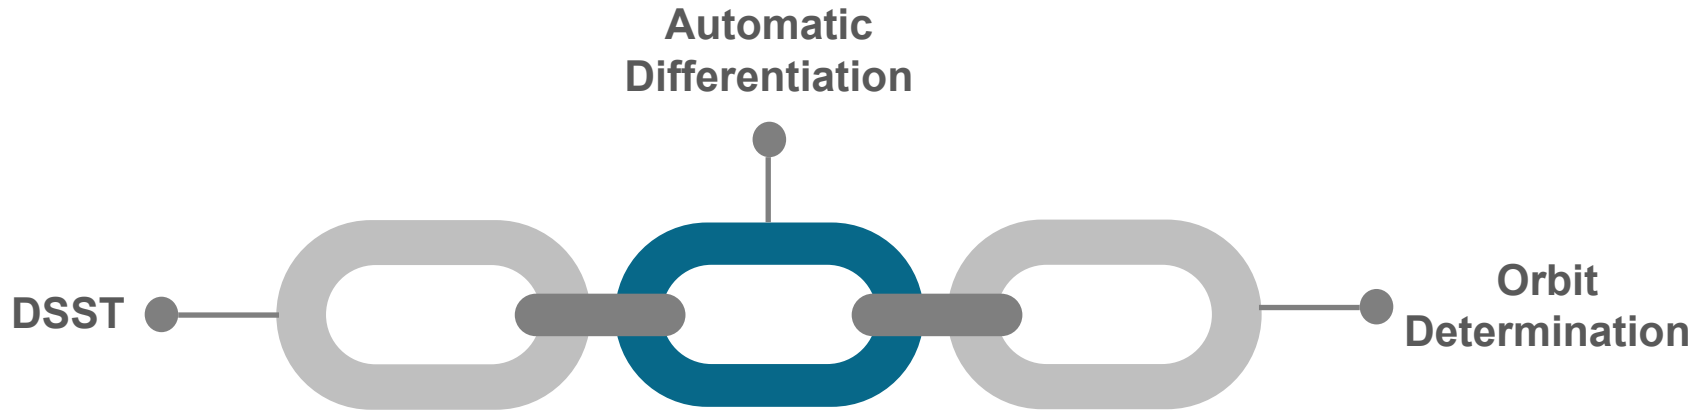 Automatic
Differentiation
DSST
Orbit
Determination